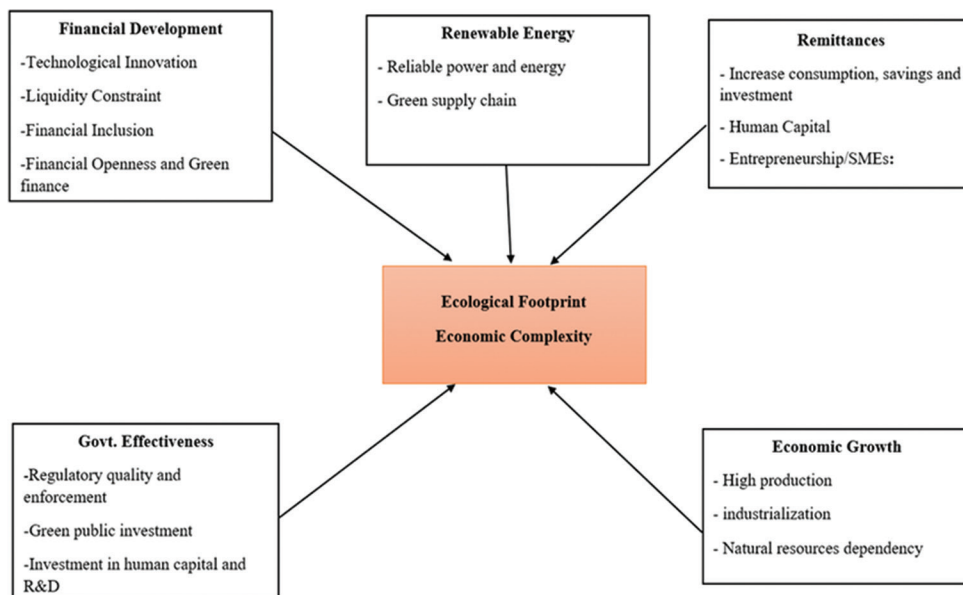 Financial Development
-Technological Innovation
-Liquidity Constraint
-Financial Inclusion
-Financial Openness and Green
finance
Renewable Energy
- Reliable power and energy
- Green supply chain
Remittances
- Increase consumption, savings and
investment
- Human Capital
- Entrepreneurship/SMEs:
Ecological Footprint
Economic Complexity
Govt. Effectiveness
-Regulatory quality and
enforcement
-Green public investment
-Investment in human capital and
R&D
Economic Growth
- High production
- industrialization
- Natural resources dependency